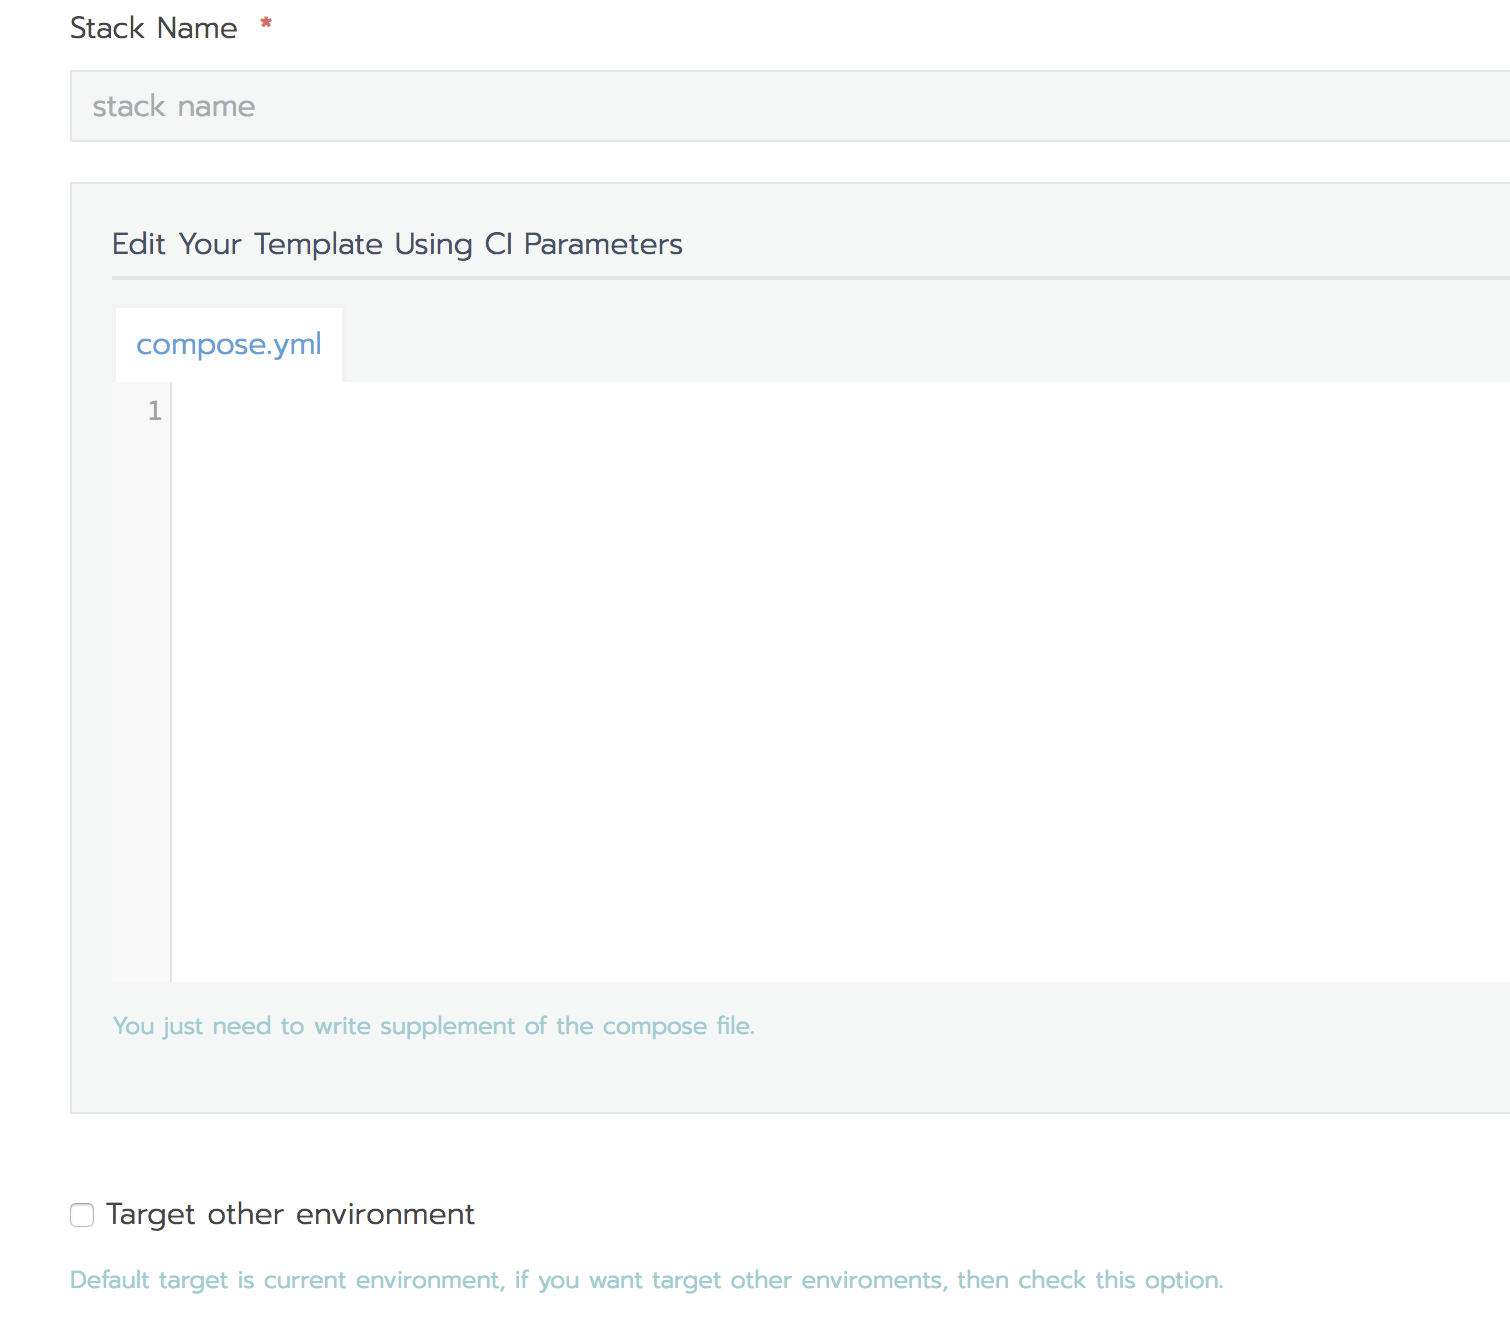 Stack Name *
stack name
Edit Your Template Using CI Parameters
compose.yml
1
You just need to write supplement of the compose file.
Target other environment
Default target is current environment, if you want target other enviroments, then check this option.